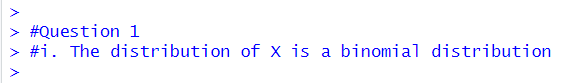 >
> #Question 1
> #i. The distribution of X is a binomial distribution
>